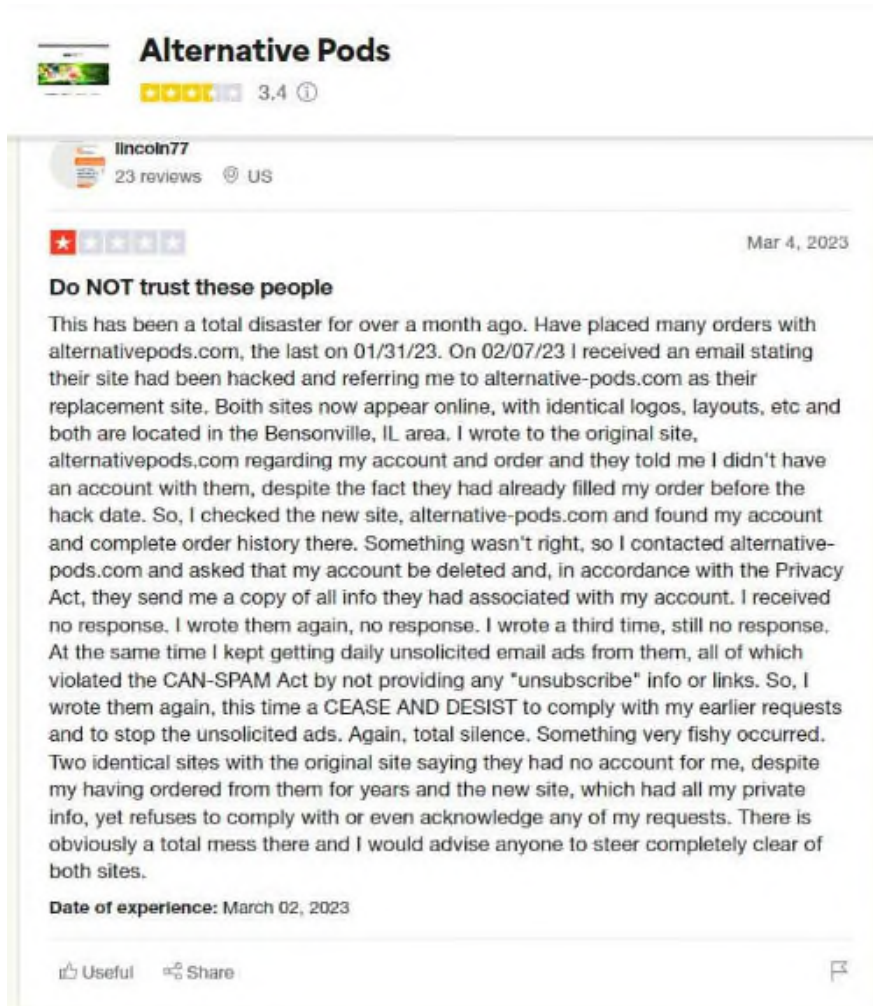 Alternative Pods
3.4
lincoln77
23 reviews US
Mar 4, 2023
Do NOT trust these people
This has been a total disaster for over a month ago. Have placed many orders with
alternativepods.com, the last on 01/31/23. On 02/07/23 I received an email stating
their site had been hacked and referring me to alternative-pods.com as their
replacement site. Boith sites now appear online, with identical logos, layouts, etc and
both are located in the Bensonville, IL area. I wrote to the original site,
alternativepods.com regarding my account and order and they told me I didn't have
an account with them, despite the fact they had already filled my order before the
hack date. So, I checked the new site, alternative-pods.com and found my account
and complete order history there. Something wasn't right, so I contacted alternative-
pods.com and asked that my account be deleted and, in accordance with the Privacy
Act, they send me a copy of all info they had associated with my account. I received
no response. I wrote them again, no response. I wrote a third time, still no response.
At the same time I kept getting daily unsolicited email ads from them, all of which
violated the CAN-SPAM Act by not providing any "unsubscribe" info or links. So, I
wrote them again, this time a CEASE AND DESIST to comply with my earlier requests
and to stop the unsolicited ads. Again, total silence. Something very fishy occurred.
Two identical sites with the original site saying they had no account for me, despite
my having ordered from them for years and the new site, which had all my private
info, yet refuses to comply with or even acknowledge any of my requests. There is
obviously a total mess there and I would advise anyone to steer completely clear of
both sites.
Date of experience: March 02, 2023
Useful Share